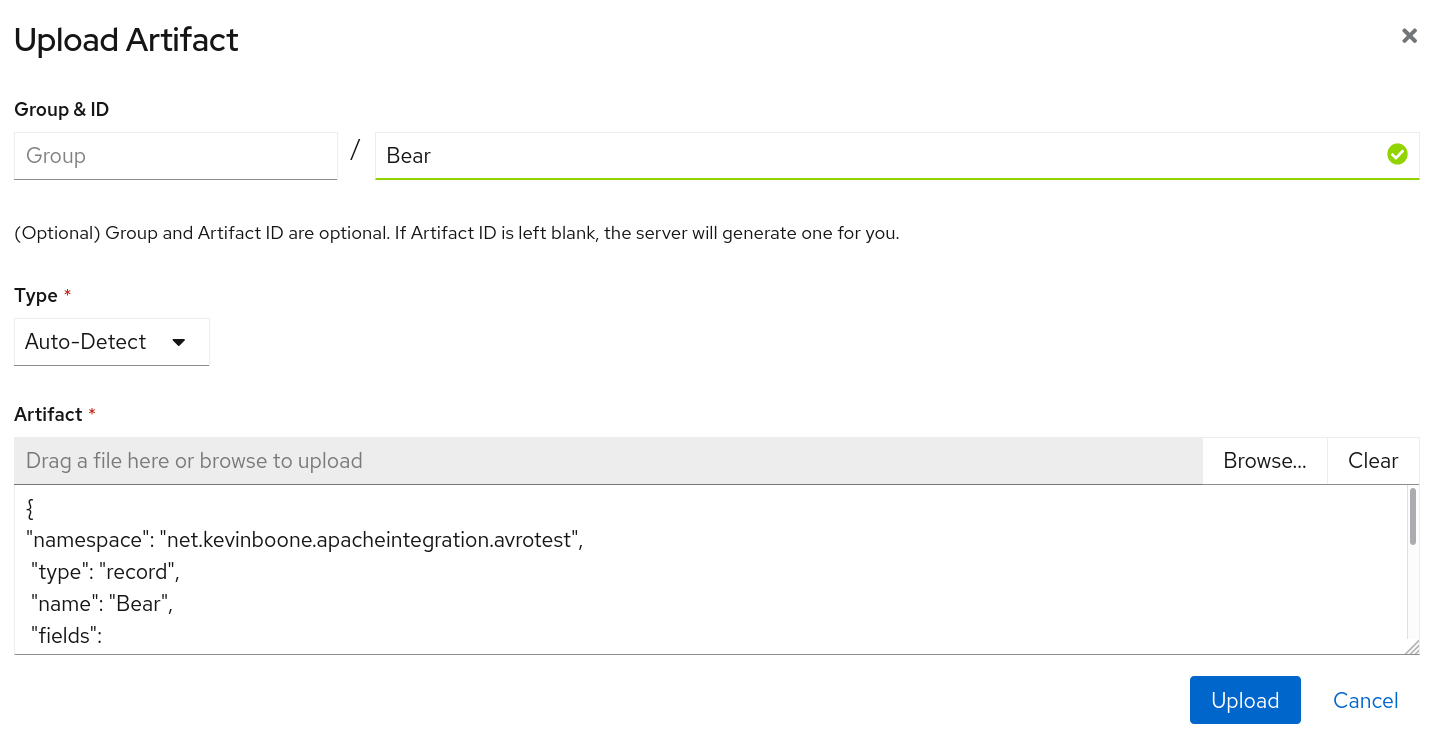 Upload Artifact
Group & ID
Group / Bear
(Optional) Group and Artifact ID are optional. If Artifact ID is left blank, the server will generate one for you.
Type *
Auto-Detect
Artifact *
Drag a file here or browse to upload Browse... Clear
{
"namespace": "net.kevinboone.apacheintegration.avrotest",
"type": "record",
"name": "Bear",
"fields":
Upload Cancel